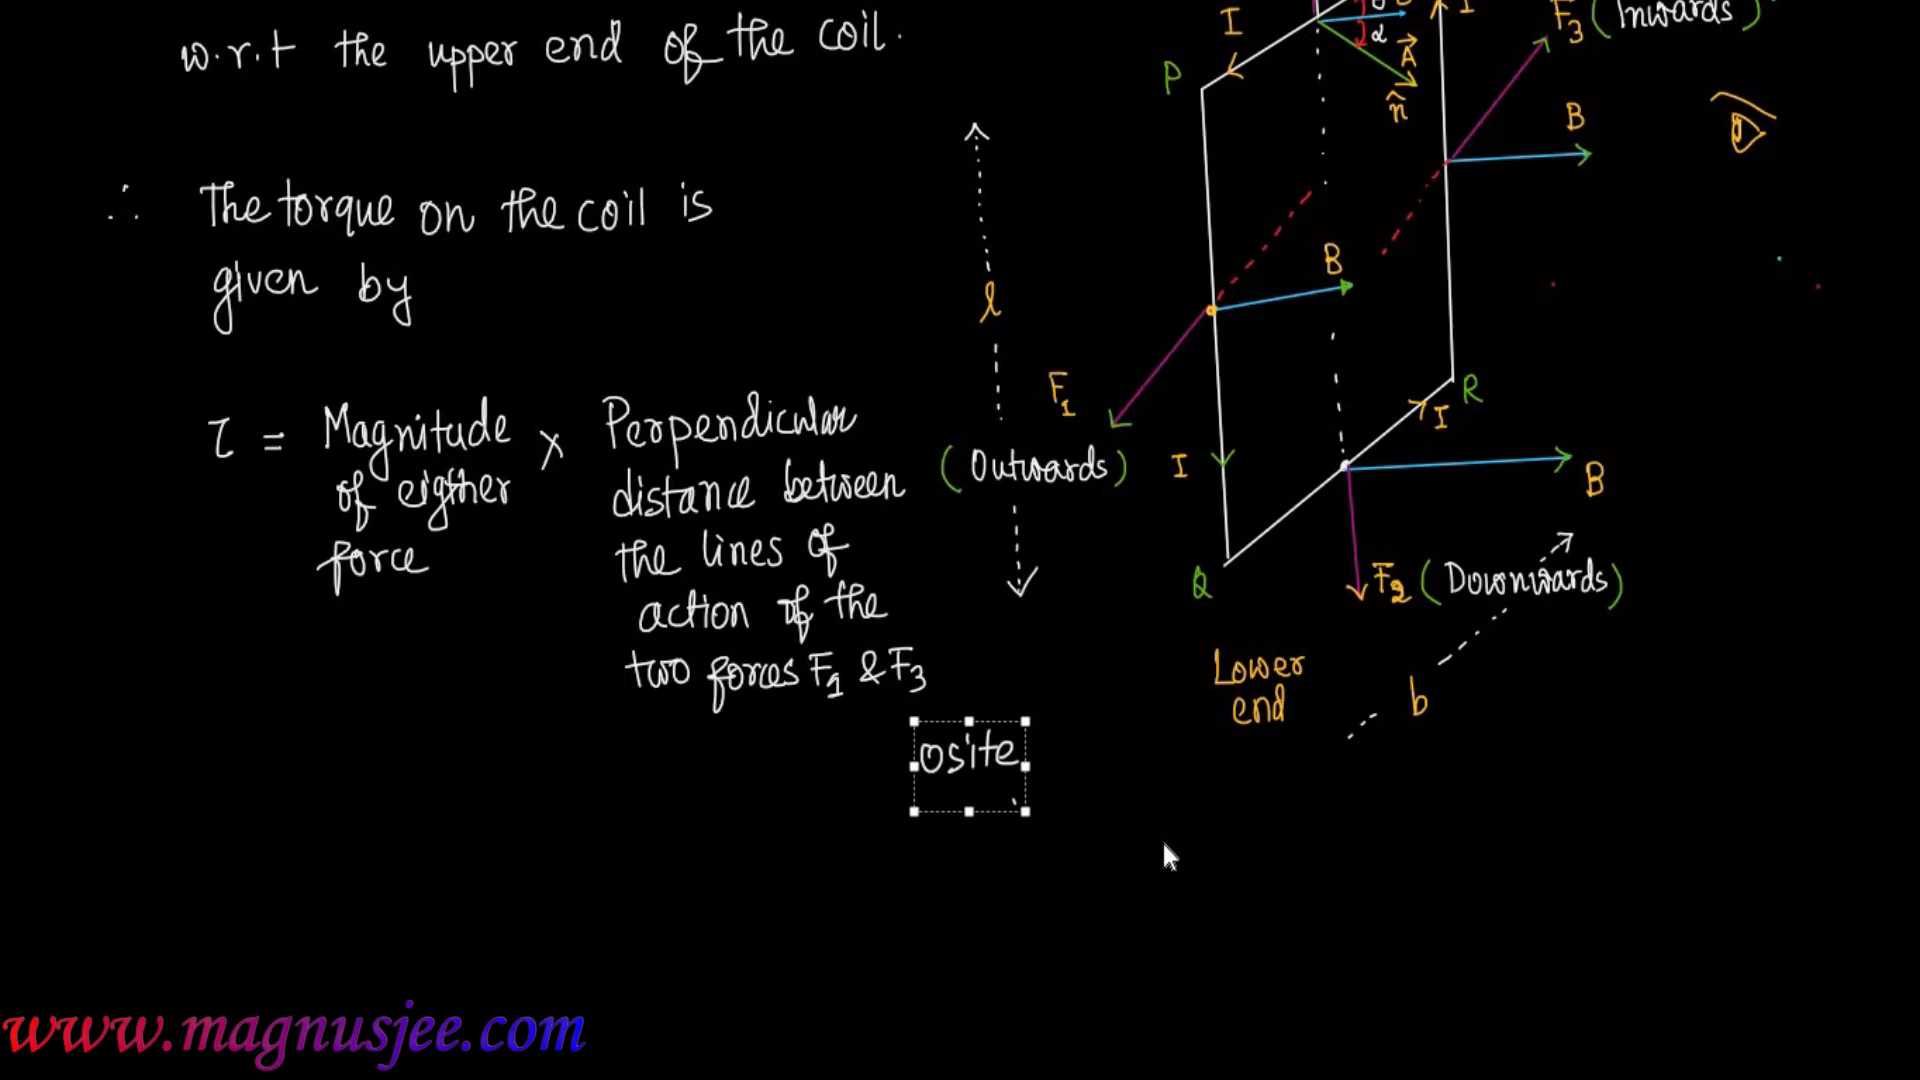 w.r.t the upper end of the coil.
∴ The torque on the coil is
given by
τ = Magnitude × Perpendicular
of eigther distance between
force the lines of
action of the
two forces F1 & F3
osite
l
(Outwards)
F1
I
P
I
α
A
n̂
I
F3 (Inwards)
B
B
R
I
B
Q
F2 (Downwards)
Lower
end
b
www.magnusjee.com